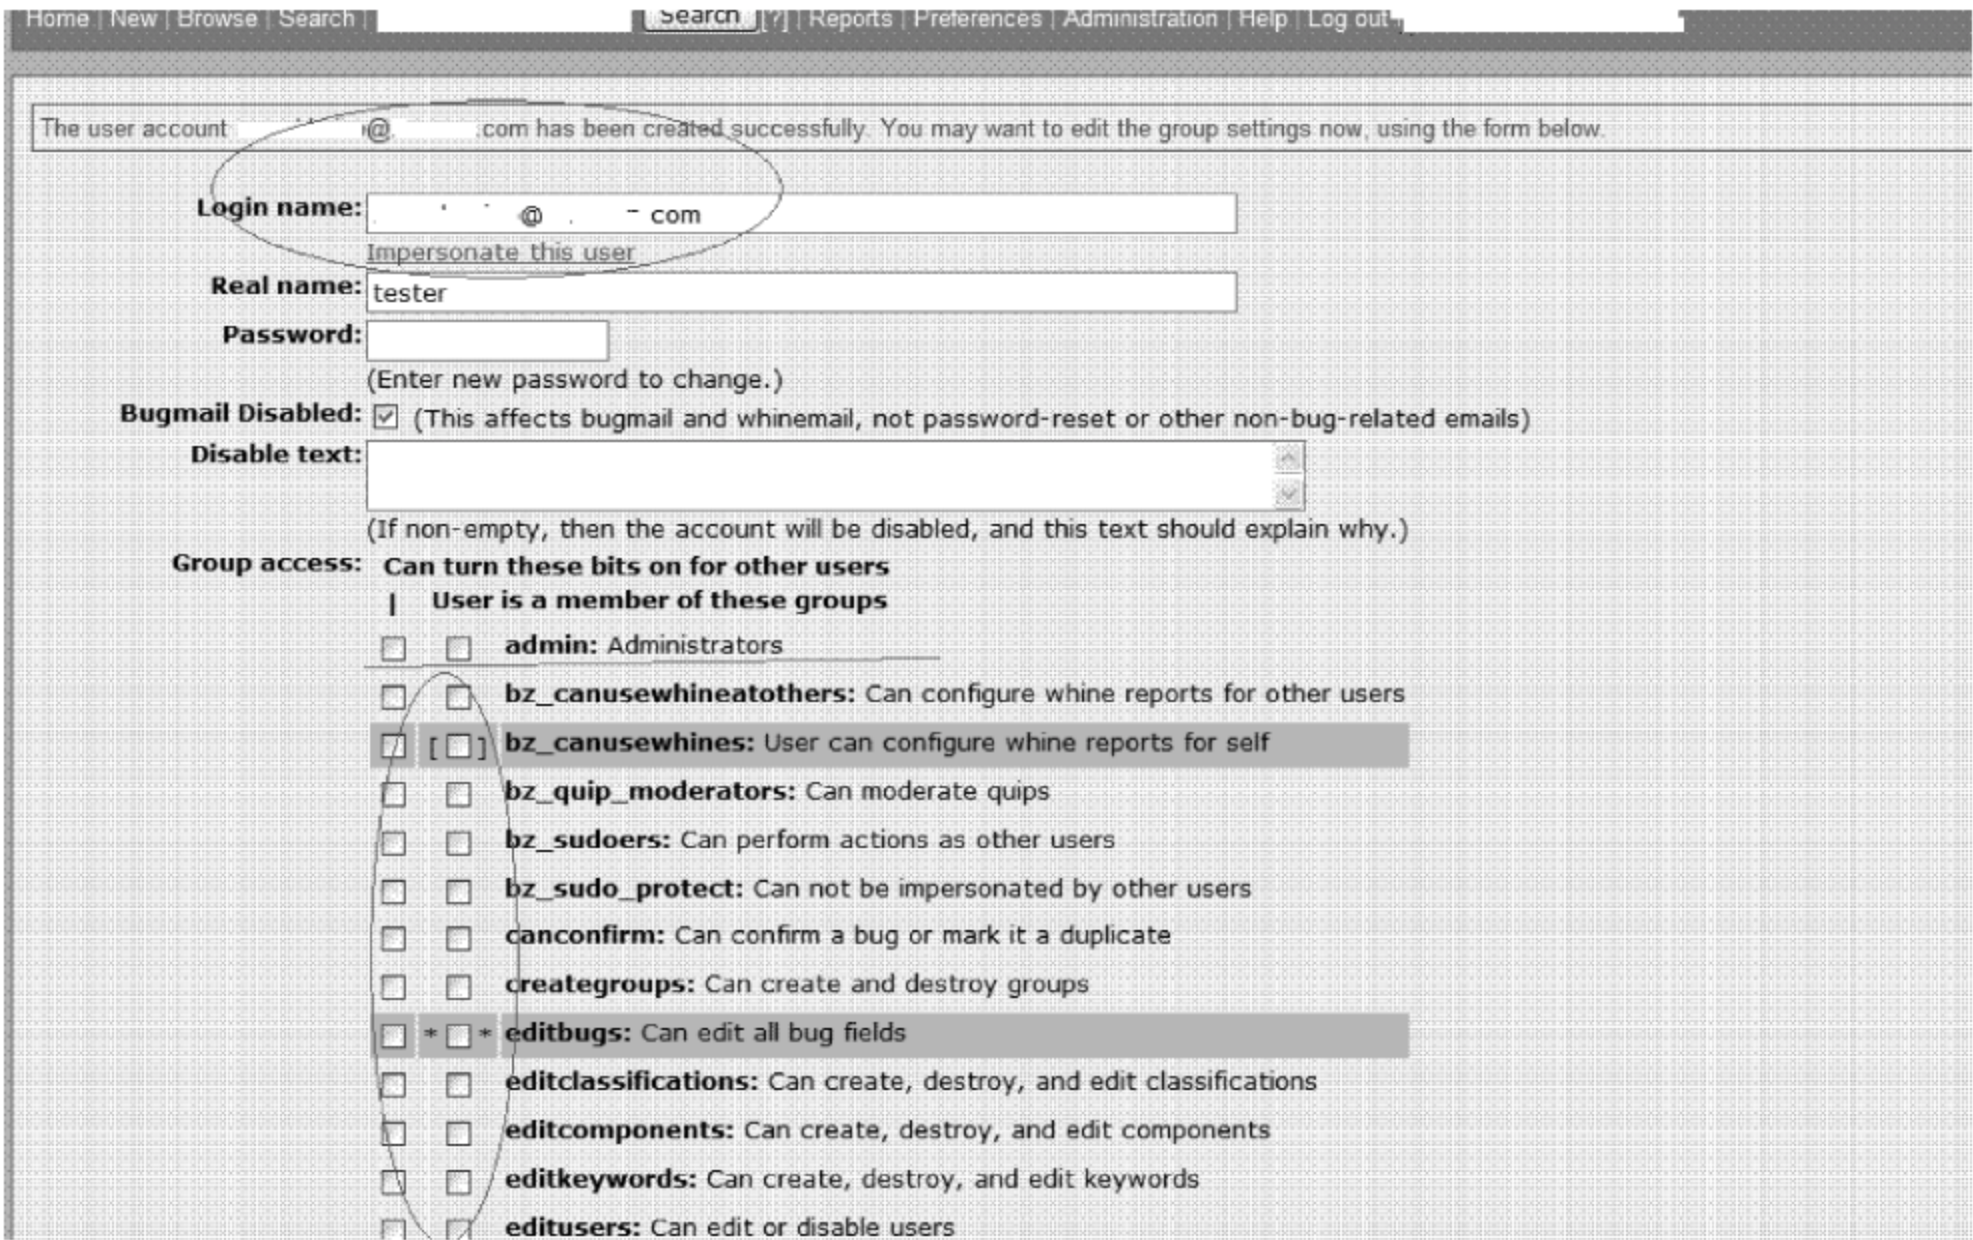 Home | New | Browse | Search | Search [?] | Reports | Preferences | Administration | Help | Log out
The user account @ .com has been created successfully. You may want to edit the group settings now, using the form below.
Login name: @ com
Impersonate this user
Real name: tester
Password:
(Enter new password to change.)
Bugmail Disabled: (This affects bugmail and whinemail, not password-reset or other non-bug-related emails)
Disable text:
(If non-empty, then the account will be disabled, and this text should explain why.)
Group access: Can turn these bits on for other users
| User is a member of these groups
admin: Administrators
bz_canusewhineatothers: Can configure whine reports for other users
[ ] bz_canusewhines: User can configure whine reports for self
bz_quip_moderators: Can moderate quips
bz_sudoers: Can perform actions as other users
bz_sudo_protect: Can not be impersonated by other users
canconfirm: Can confirm a bug or mark it a duplicate
creategroups: Can create and destroy groups
* * editbugs: Can edit all bug fields
editclassifications: Can create, destroy, and edit classifications
editcomponents: Can create, destroy, and edit components
editkeywords: Can create, destroy, and edit keywords
editusers: Can edit or disable users